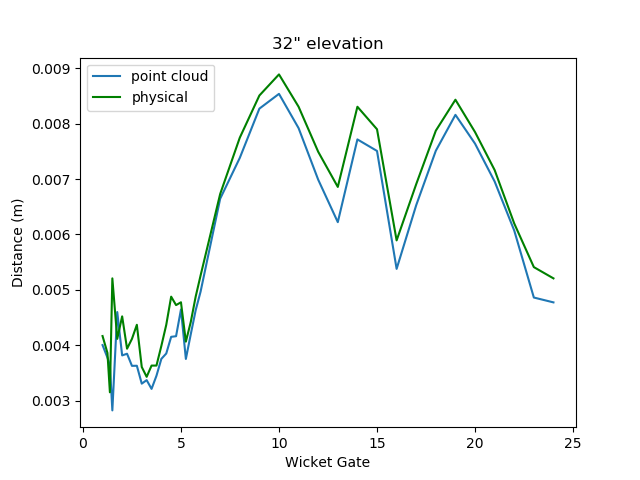 32" elevation
point cloud
physical
0.009
0.008
0.007
0.006
0.005
0.004
0.003
Distance (m)
0 5 10 15 20 25
Wicket Gate